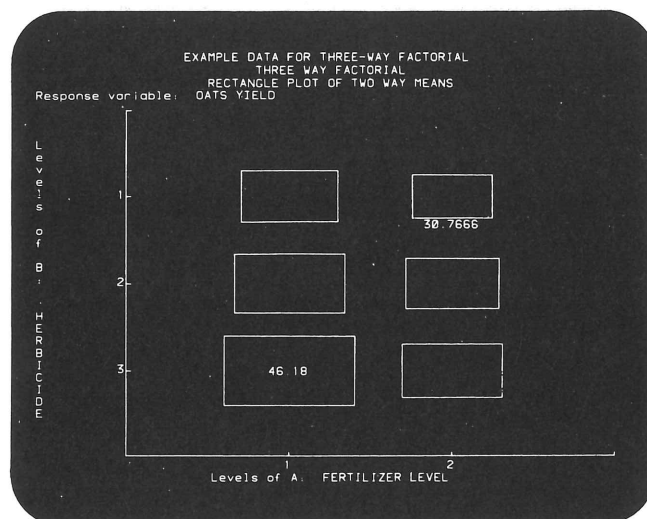 EXAMPLE DATA FOR THREE-WAY FACTORIAL
THREE WAY FACTORIAL
RECTANGLE PLOT OF TWO WAY MEANS
Response variable: OATS YIELD
Levels of B: HERBICIDE
1
30.7666
2
3
46.18
1
2
Levels of A: FERTILIZER LEVEL